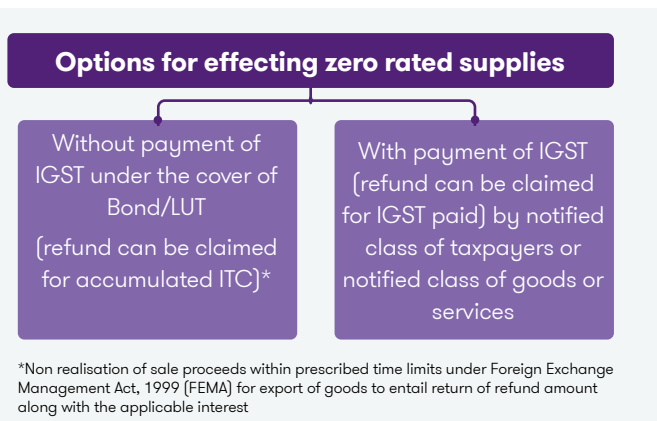 Options for effecting zero rated supplies
Without payment of
IGST under the cover of
Bond/LUT
(refund can be claimed
for accumulated ITC)*
With payment of IGST
(refund can be claimed
for IGST paid) by notified
class of taxpayers or
notified class of goods or
services
*Non realisation of sale proceeds within prescribed time limits under Foreign Exchange
Management Act, 1999 (FEMA) for export of goods to entail return of refund amount
along with the applicable interest